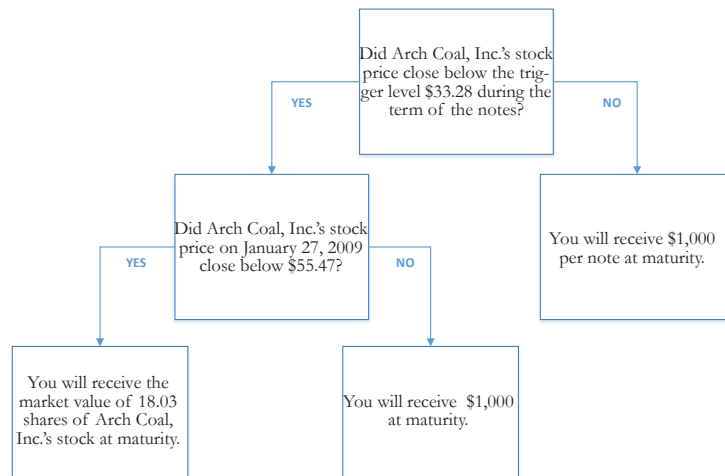 Did Arch Coal, Inc.'s stock
price close below the trig-
ger level $33.28 during the
term of the notes?
YES
NO
Did Arch Coal, Inc.'s stock
price on January 27, 2009
close below $55.47?
You will receive $1,000
per note at maturity.
YES
NO
You will receive the
market value of 18.03
shares of Arch Coal,
Inc.'s stock at maturity.
You will receive $1,000
at maturity.